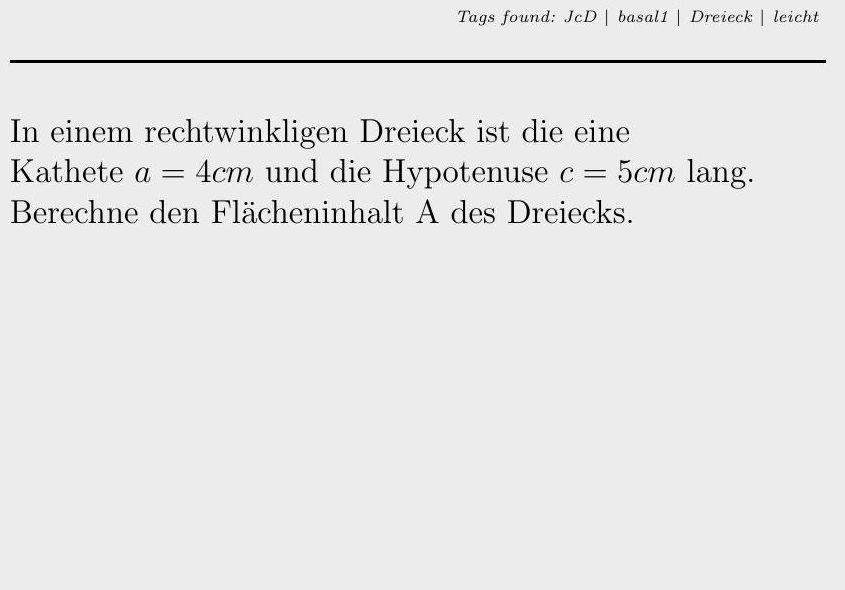 Tags found: JcD | basal1 | Dreieck | leicht
In einem rechtwinkligen Dreieck ist die eine
Kathete a = 4cm und die Hypotenuse c = 5cm lang.
Berechne den Flächeninhalt A des Dreiecks.